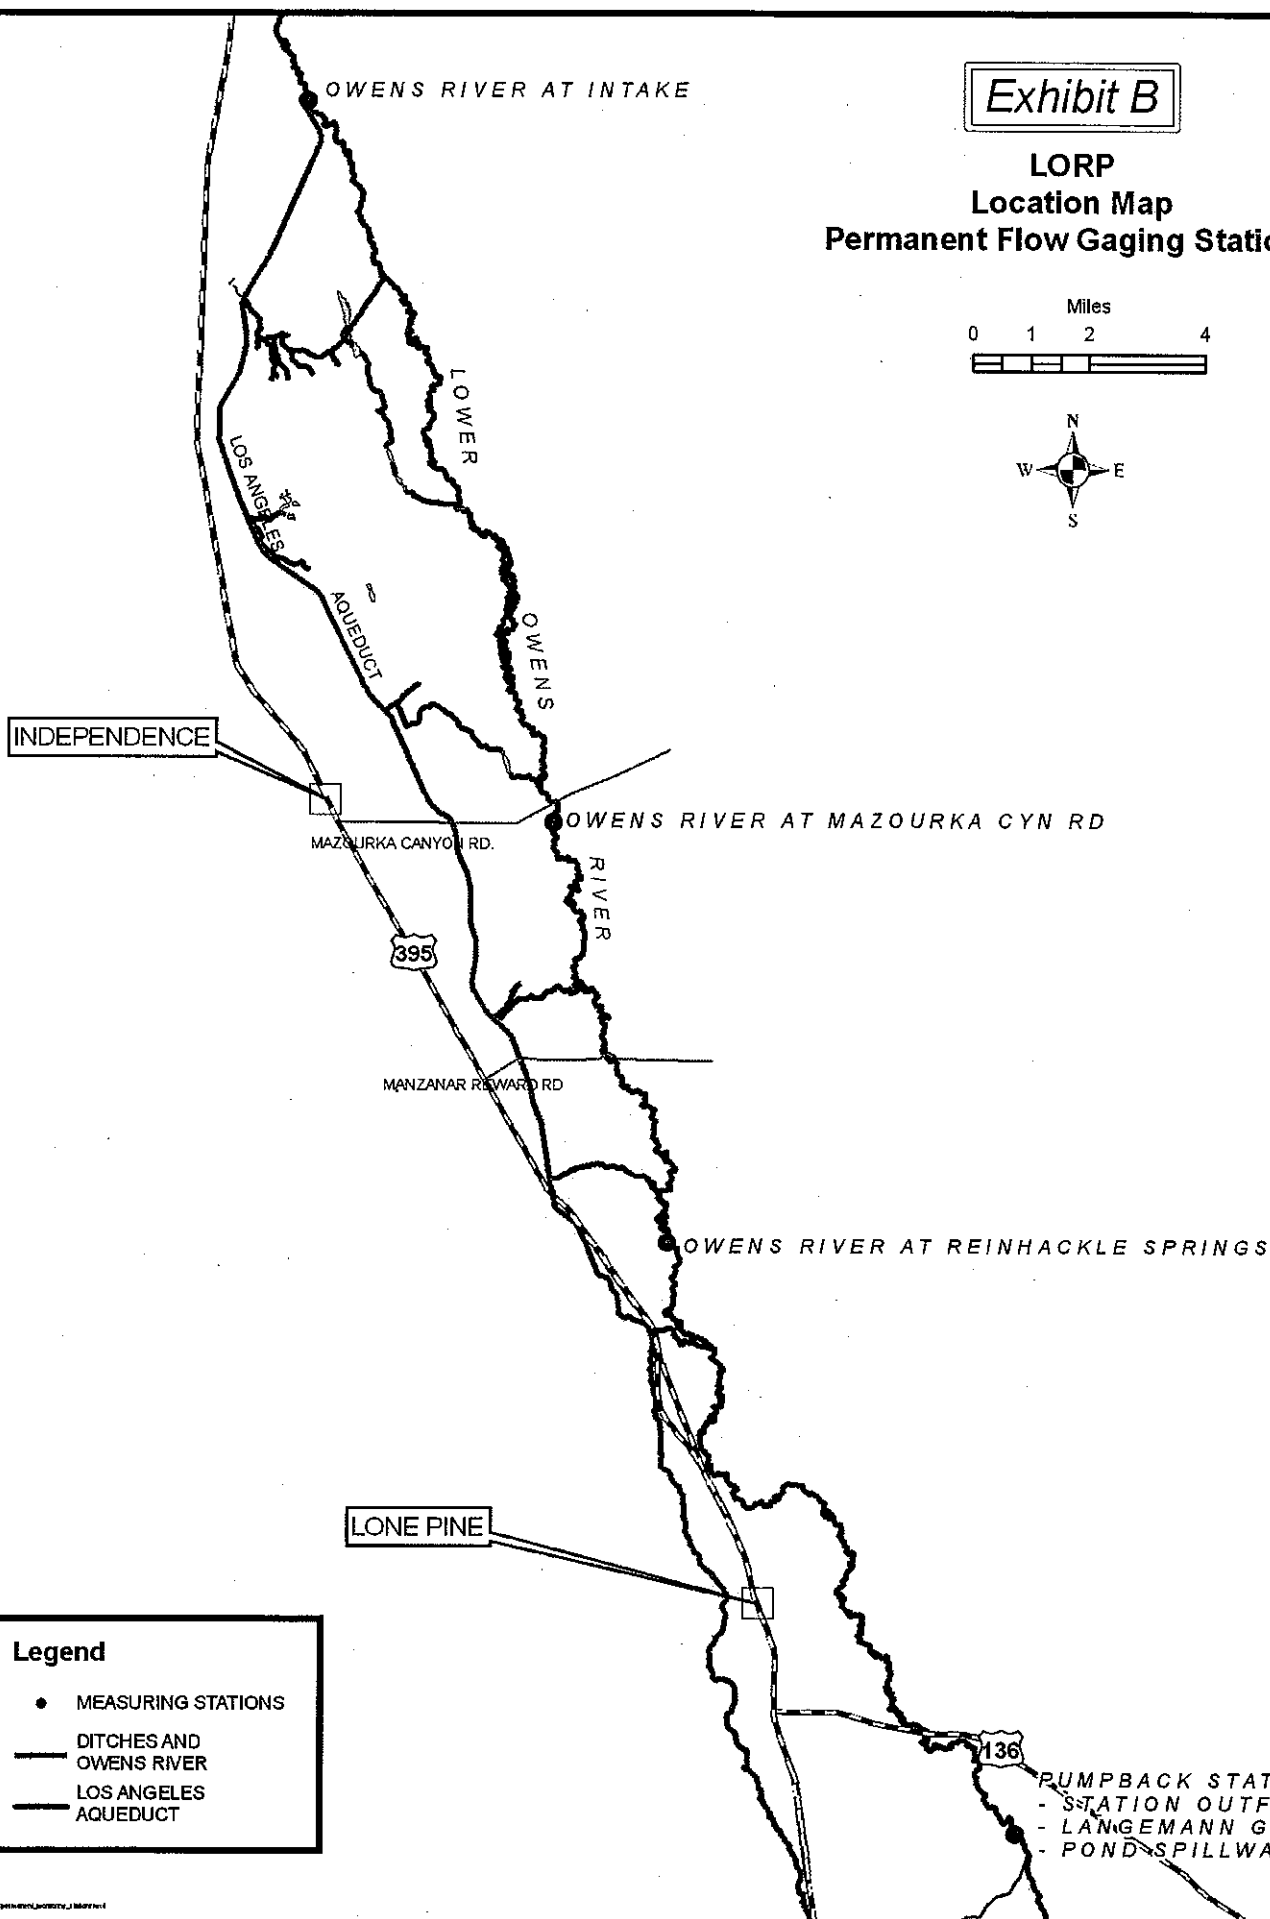 OWENS RIVER AT INTAKE
Exhibit B
LORP
Location Map
Permanent Flow Gaging Static
Miles
0 1 2 4
N
W E
S
LOWER
LOS ANGELES
AQUEDUCT
OWENS
INDEPENDENCE
OWENS RIVER AT MAZOURKA CYN RD
MAZOURKA CANYON RD.
RIVER
395
MANZANAR REWARD RD
OWENS RIVER AT REINHACKLE SPRINGS
LONE PINE
Legend
MEASURING STATIONS
DITCHES AND
OWENS RIVER
LOS ANGELES
AQUEDUCT
136
PUMPBACK STAT
- STATION OUTF
- LANGEMANN G
- POND SPILLWA